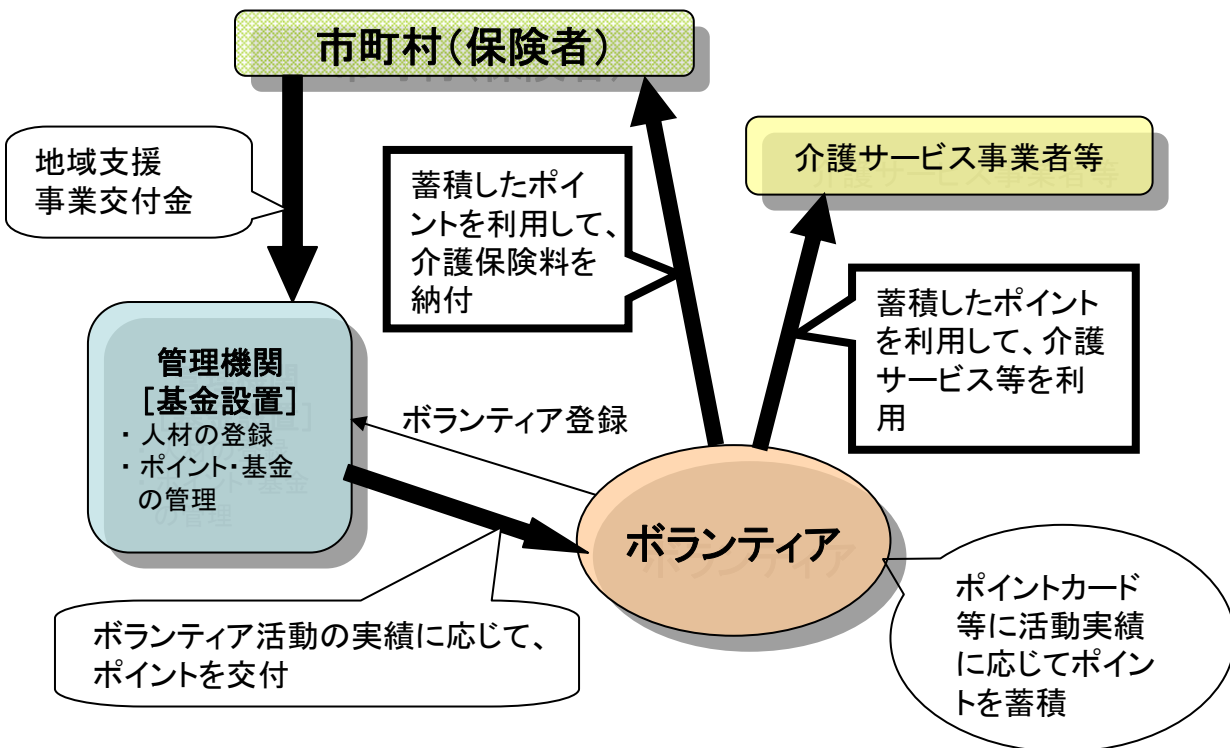 市町村（保険者）
地域支援
事業交付金
蓄積したポイ
ントを利用して、
介護保険料を
納付
介護サービス事業者等
蓄積したポイント
を利用して、介護
サービス等を利
用
管理機関
［基金設置］
・ 人材の登録
・ ポイント・基金
の管理
ボランティア登録
ボランティア
ボランティア活動の実績に応じて、
ポイントを交付
ポイントカード
等に活動実績
に応じてポイン
トを蓄積